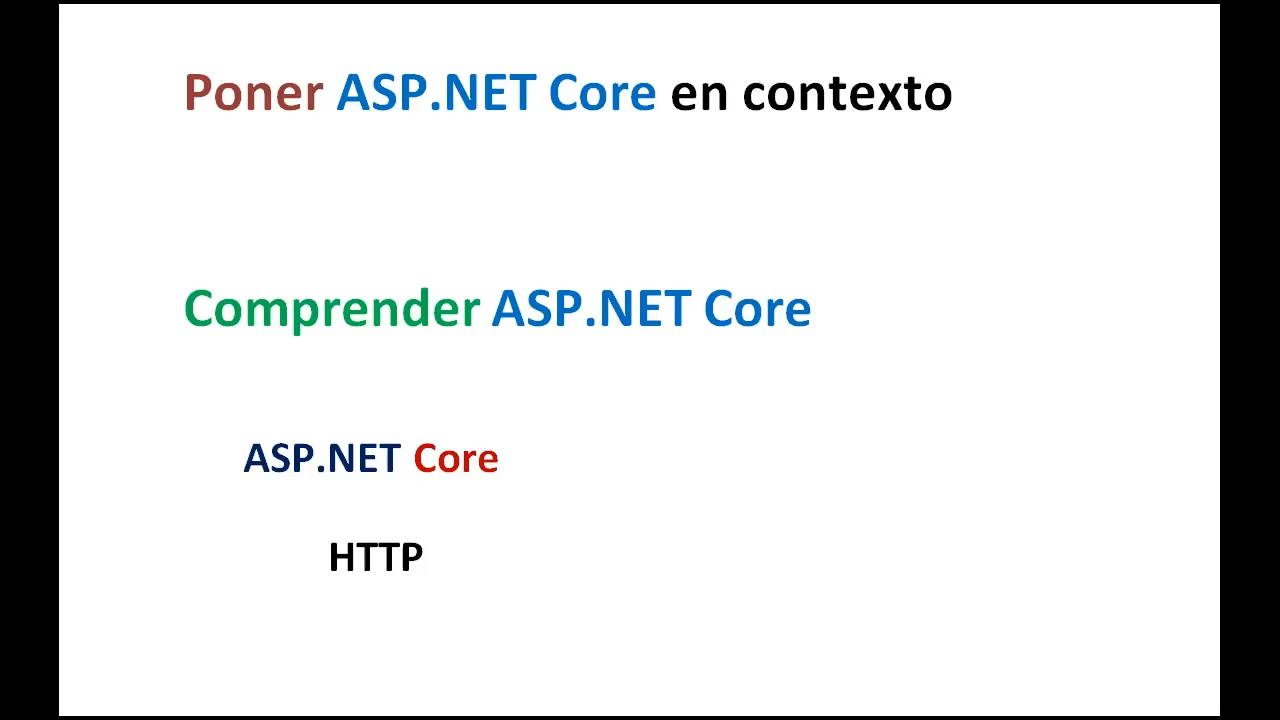 Poner ASP.NET Core en contexto
Comprender ASP.NET Core
ASP.NET Core
HTTP